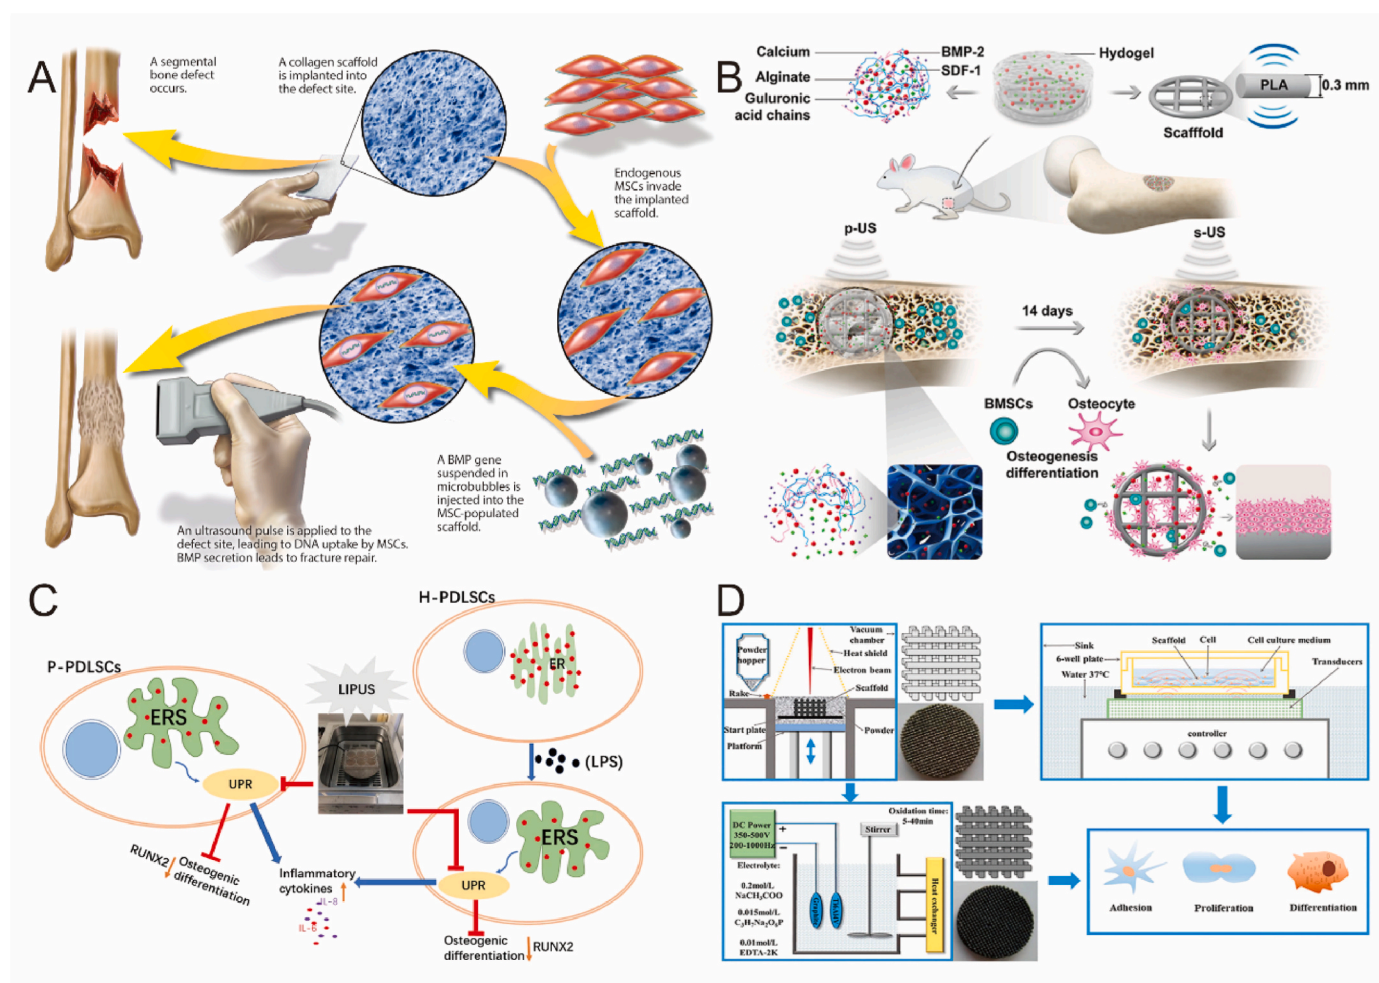 A
A segmental
bone defect
occurs.
A collagen scaffold
is implanted into
the defect site.
Endogenous
MSCs invade
the implanted
scaffold.
A BMP gene
suspended in
microbubbles is
injected into the
MSC-populated
scaffold.
An ultrasound pulse is applied to the
defect site, leading to DNA uptake by MSCs.
BMP secretion leads to fracture repair.
B
Calcium
Alginate
Guluronic
acid chains
BMP-2
SDF-1
Hydogel
PLA
0.3 mm
Scafffold
p-US
s-US
14 days
BMSCs
Osteocyte
Osteogenesis
differentiation
C
H-PDLSCs
P-PDLSCs
ER
LIPUS
ERS
UPR
(LPS)
ERS
UPR
RUNX2
Osteogenic
differentiation
Inflammatory
cytokines
IL-8
IL-6
Osteogenic
differentiation
RUNX2
D
Powder
hopper
Vacuum
chamber
Heat shield
Electron beam
Scaffold
Rake
Start plate
Platform
Powder
Sink
6-well plate
Water 37°C
Scaffold
Cell
Cell culture medium
Transducers
controller
DC Power
350-500V
200-1000Hz
+
−
Electrolyte:
0.2mol/L
NaCH3COO
0.015mol/L
C3H7Na2O6P
0.01mol/L
EDTA-2K
Graphite
Ti6Al4V
Stirrer
Oxidation time:
5-40min
Heat exchanger
Adhesion
Proliferation
Differentiation